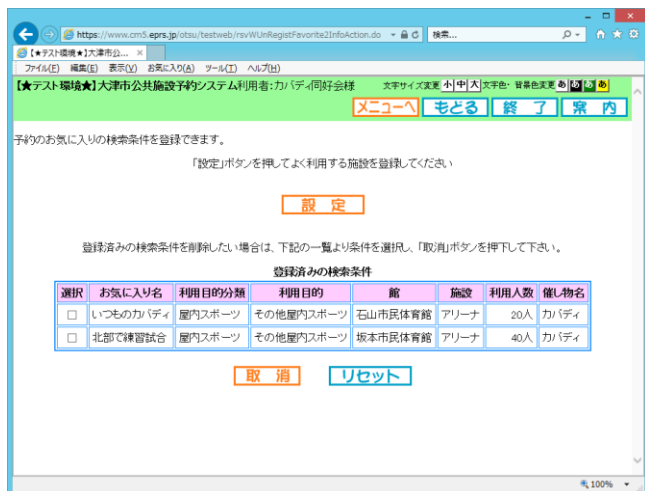 https://www.cm5.eprs.jp/otsu/testweb/rsvWUnRegistFavorite2InfoAction.do 検索...
【★テスト環境★】大津市公... ×
ファイル(F) 編集(E) 表示(V) お気に入り(A) ツール(T) ヘルプ(H)
【★テスト環境★】大津市公共施設予約システム利用者:カバディ同好会様 文字サイズ変更 小 中 大 文字色・背景色変更 あ あ あ あ
メニューへ もどる 終 了 案 内
予約のお気に入りの検索条件を登録できます。
「設定」ボタンを押してよく利用する施設を登録してください
設 定
登録済みの検索条件を削除したい場合は、下記の一覧より条件を選択し、「取消」ボタンを押下して下さい。
登録済みの検索条件
選択 お気に入り名 利用目的分類 利用目的 館 施設 利用人数 催し物名
いつものカバディ 屋内スポーツ その他屋内スポーツ 石山市民体育館 アリーナ 20人 カバディ
北部で練習試合 屋内スポーツ その他屋内スポーツ 坂本市民体育館 アリーナ 40人 カバディ
取 消 リセット
100%